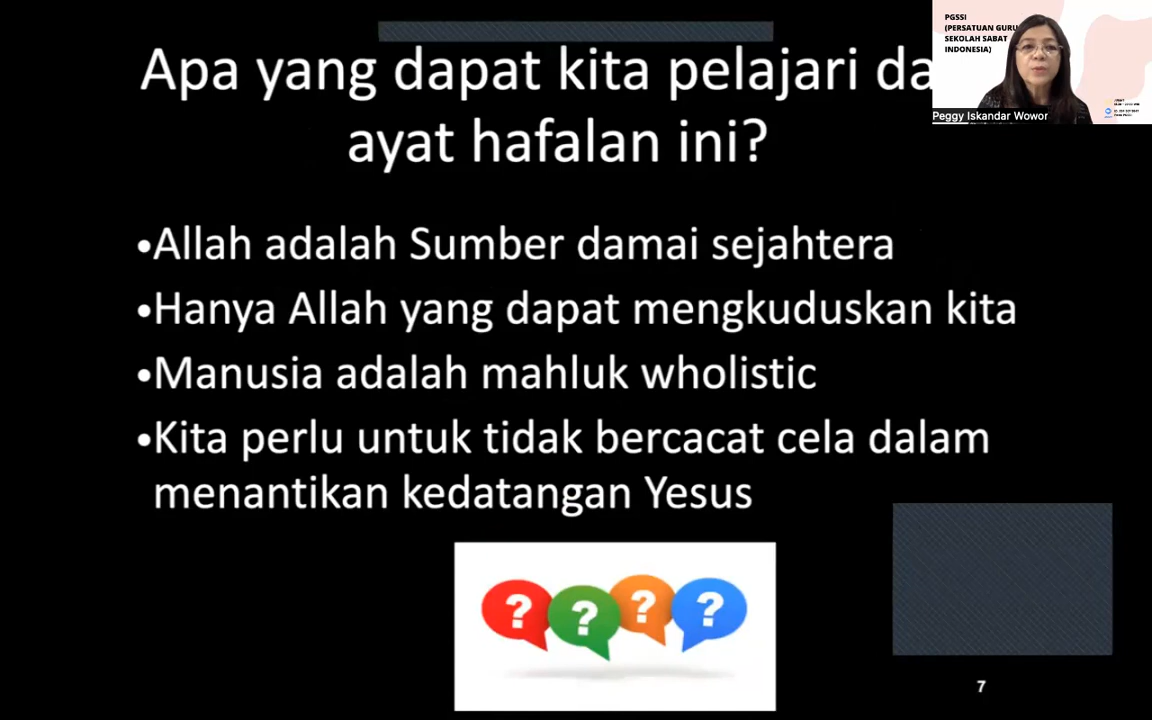 Apa yang dapat kita pelajari da
ayat hafalan ini?
•Allah adalah Sumber damai sejahtera
•Hanya Allah yang dapat mengkuduskan kita
•Manusia adalah mahluk wholistic
•Kita perlu untuk tidak bercacat cela dalam
menantikan kedatangan Yesus
? ? ? ?
7
PGSSI
(PERSATUAN GURU
SEKOLAH SABAT
INDONESIA)
Peggy Iskandar Wowor